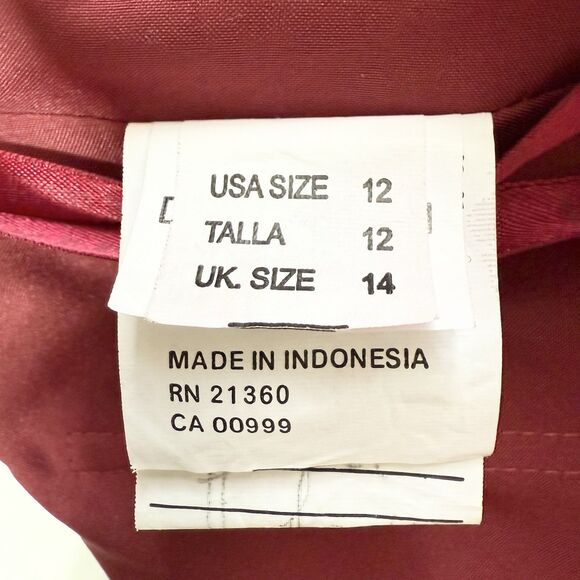 USA SIZE 12
TALLA 12
UK. SIZE 14
MADE IN INDONESIA
RN 21360
CA 00999